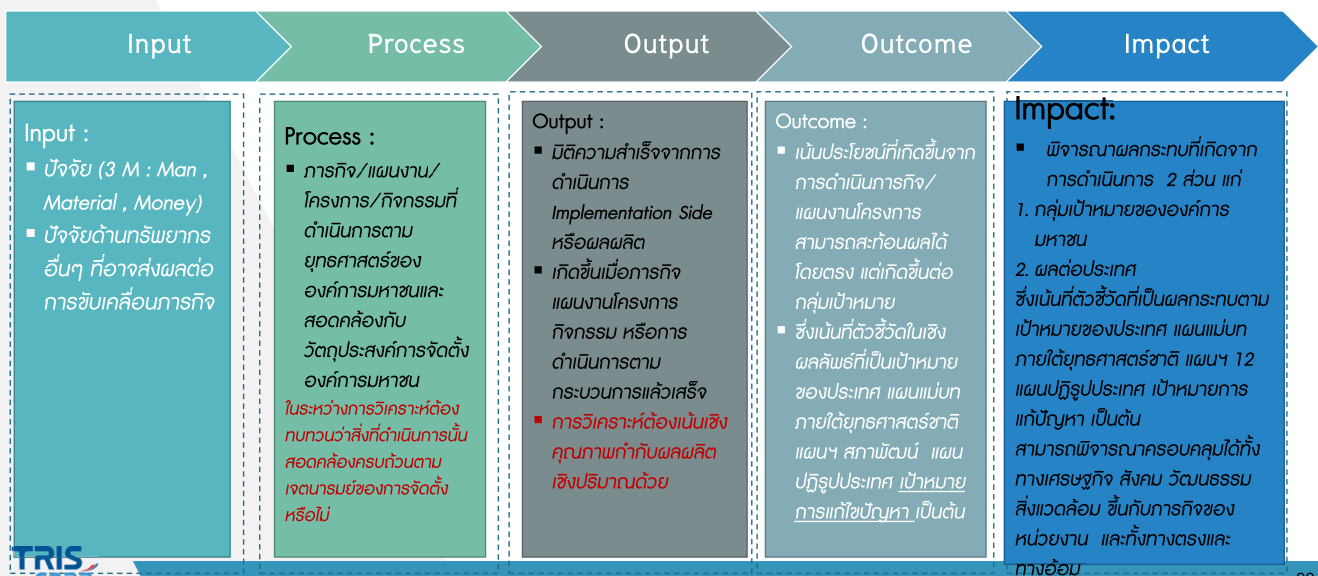 Input
Process
Output
Outcome
Impact
Input :
▪ ปัจจัย (3 M : Man ,
Material , Money)
▪ ปัจจัยด้านทรัพยากร
อื่นๆ ที่อาจส่งผลต่อ
การขับเคลื่อนภารกิจ
Process :
▪ ภารกิจ/แผนงาน/
โครงการ/กิจกรรมที่
ดำเนินการตาม
ยุทธศาสตร์ของ
องค์การมหาชนและ
สอดคล้องกับ
วัตถุประสงค์การจัดตั้ง
องค์การมหาชน
ในระหว่างการวิเคราะห์ต้อง
ทบทวนว่าสิ่งที่ดำเนินการนั้น
สอดคล้องครบถ้วนตาม
เจตนารมย์ของการจัดตั้ง
หรือไม่
Output :
▪ มิติความสำเร็จจากการ
ดำเนินการ
Implementation Side
หรือผลผลิต
▪ เกิดขึ้นเมื่อภารกิจ
แผนงานโครงการ
กิจกรรม หรือการ
ดำเนินการตาม
กระบวนการแล้วเสร็จ
▪ การวิเคราะห์ต้องเน้นเชิง
คุณภาพกำกับผลผลิต
เชิงปริมาณด้วย
Outcome :
▪ เน้นประโยชน์ที่เกิดขึ้นจาก
การดำเนินภารกิจ/
แผนงานโครงการ
สามารถสะท้อนผลได้
โดยตรง แต่เกิดขึ้นต่อ
กลุ่มเป้าหมาย
▪ ซึ่งเน้นที่ตัวชี้วัดในเชิง
ผลลัพธ์ที่เป็นเป้าหมาย
ของประเทศ แผนแม่บท
ภายใต้ยุทธศาสตร์ชาติ
แผนฯ สภาพัฒน์ แผน
ปฏิรูปประเทศ เป้าหมาย
การแก้ไขปัญหา เป็นต้น
Impact:
▪ พิจารณาผลกระทบที่เกิดจาก
การดำเนินการ 2 ส่วน แก่
1. กลุ่มเป้าหมายขององค์การ
มหาชน
2. ผลต่อประเทศ
ซึ่งเน้นที่ตัวชี้วัดที่เป็นผลกระทบตาม
เป้าหมายของประเทศ แผนแม่บท
ภายใต้ยุทธศาสตร์ชาติ แผนฯ 12
แผนปฏิรูปประเทศ เป้าหมายการ
แก้ปัญหา เป็นต้น
สามารถพิจารณาครอบคลุมได้ทั้ง
ทางเศรษฐกิจ สังคม วัฒนธรรม
สิ่งแวดล้อม ขึ้นกับภารกิจของ
หน่วยงาน และทั้งทางตรงและ
ทางอ้อม
TRIS